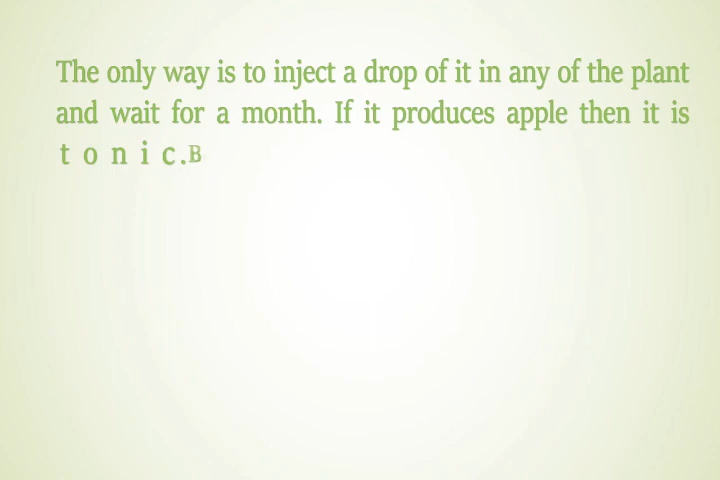 The only way is to inject a drop of it in any of the plant
and wait for a month. If it produces apple then it is
t o n i c.B